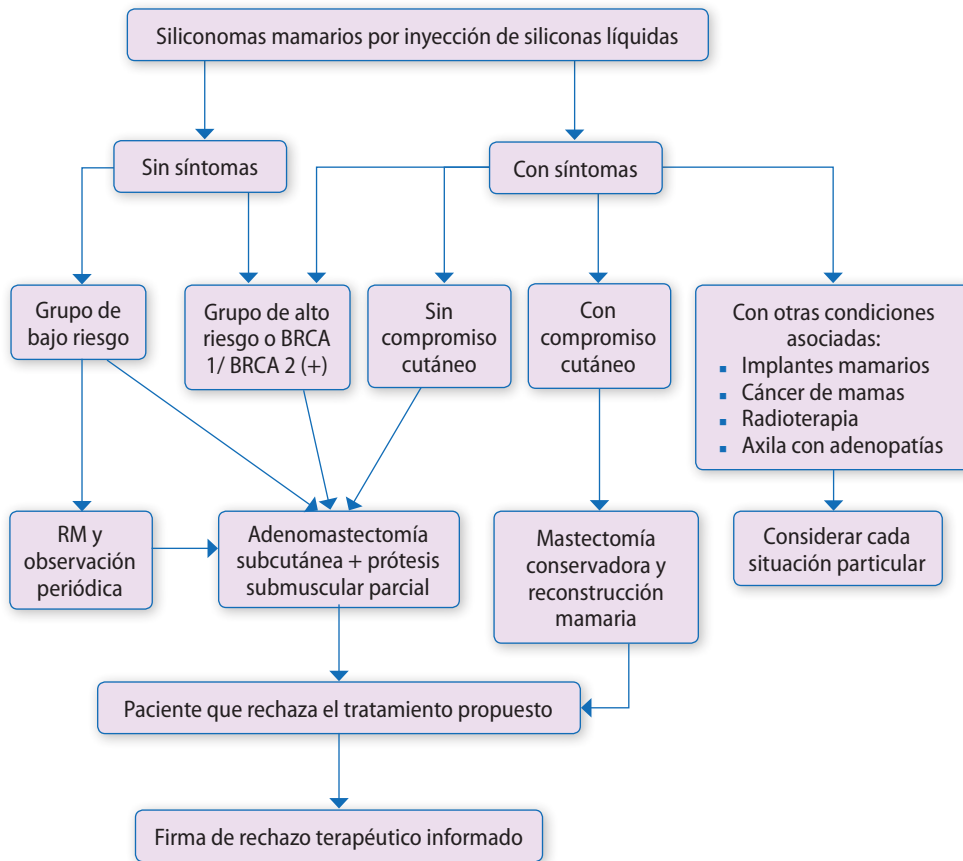 Siliconomas mamarios por inyección de siliconas líquidas
Sin síntomas
Con síntomas
Grupo de
bajo riesgo
Grupo de alto
riesgo o BRCA
1/ BRCA 2 (+)
Sin
compromiso
cutáneo
Con
compromiso
cutáneo
Con otras condiciones
asociadas:
▪ Implantes mamarios
▪ Cáncer de mamas
▪ Radioterapia
▪ Axila con adenopatías
RM y
observación
periódica
Adenomastectomía
subcutánea + prótesis
submuscular parcial
Mastectomía
conservadora y
reconstrucción
mamaria
Considerar cada
situación particular
Paciente que rechaza el tratamiento propuesto
Firma de rechazo terapéutico informado